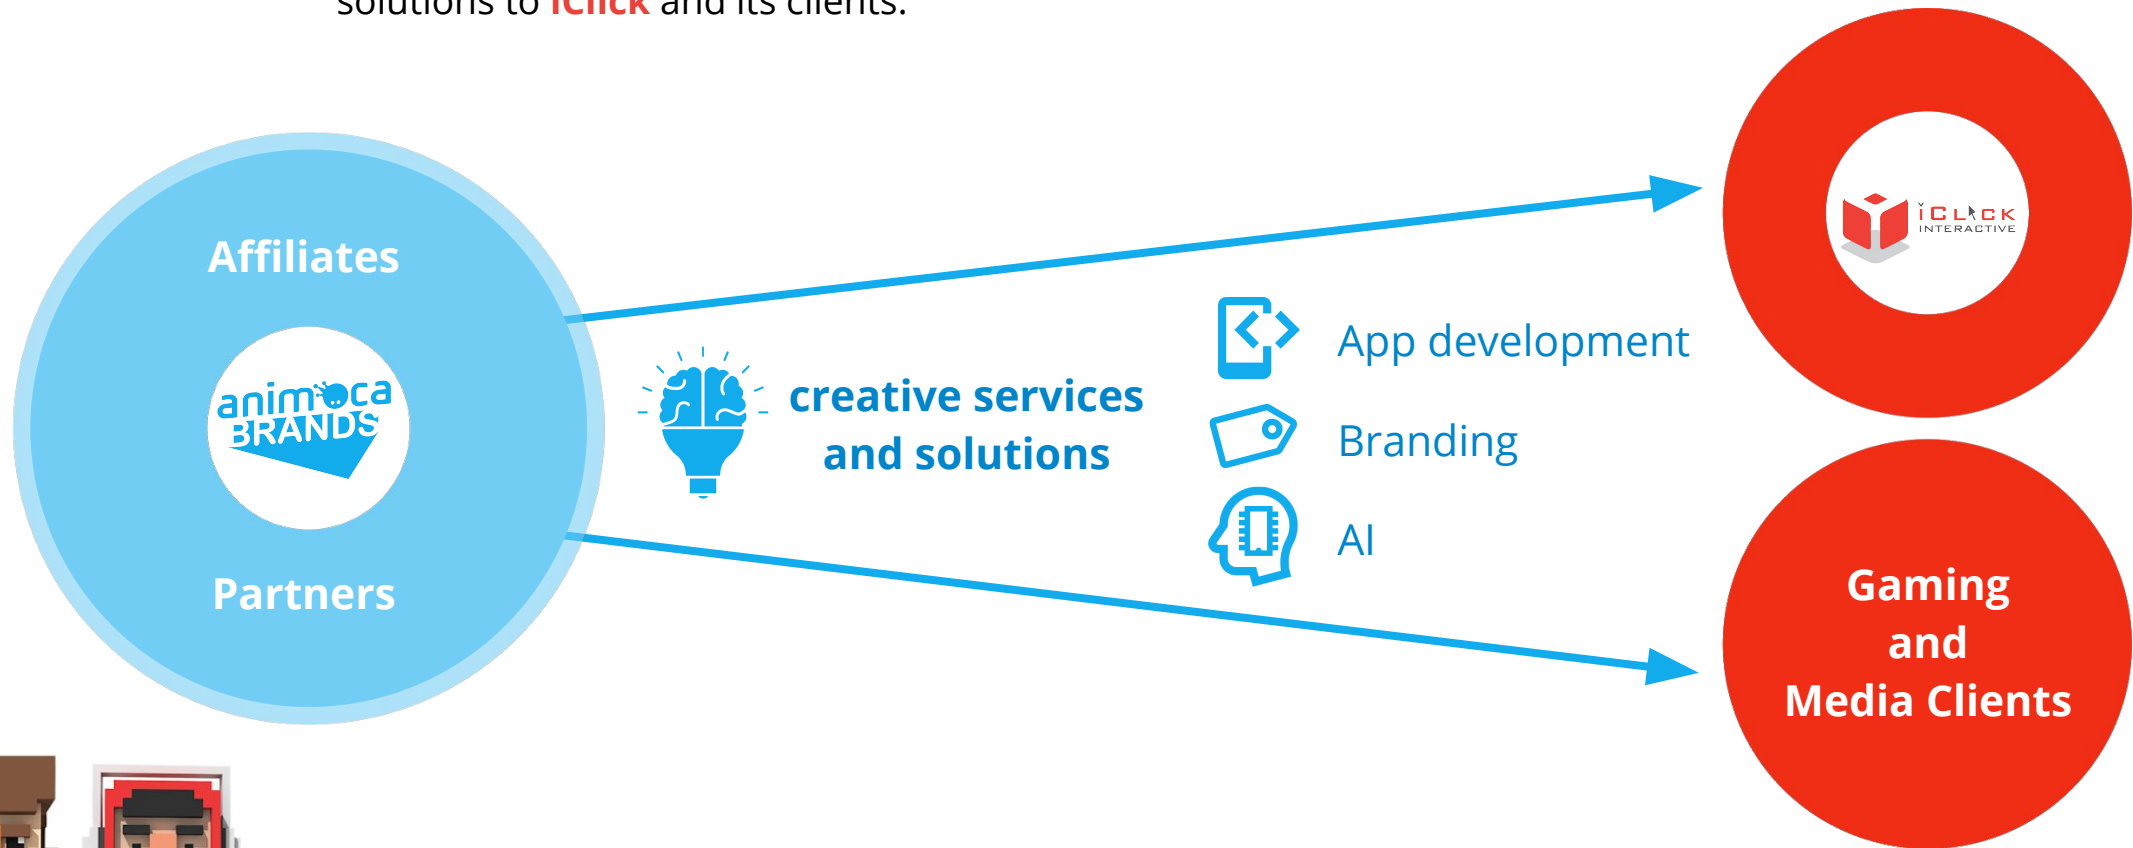 solutions to iClick and its clients.
Affiliates
animoca
BRANDS
Partners
creative services
and solutions
App development
Branding
AI
iCLiCK
INTERACTIVE
Gaming
and
Media Clients